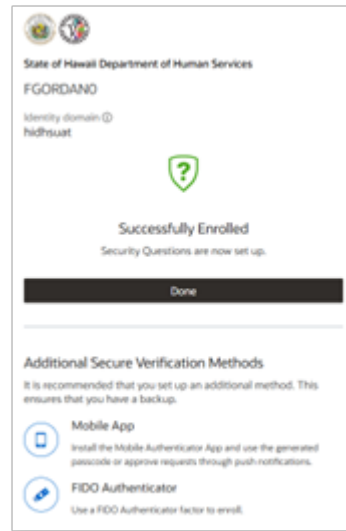 State of Hawaii Department of Human Services
FGORDAN0
Identity domain
hidhsuat
?
Successfully Enrolled
Security Questions are now set up.
Done
Additional Secure Verification Methods
It is recommended that you set up an additional method. This
ensures that you have a backup.
Mobile App
Install the Mobile Authenticator App and use the generated
passcode or approve requests through push notifications.
FIDO Authenticator
Use a FIDO Authenticator factor to enroll.